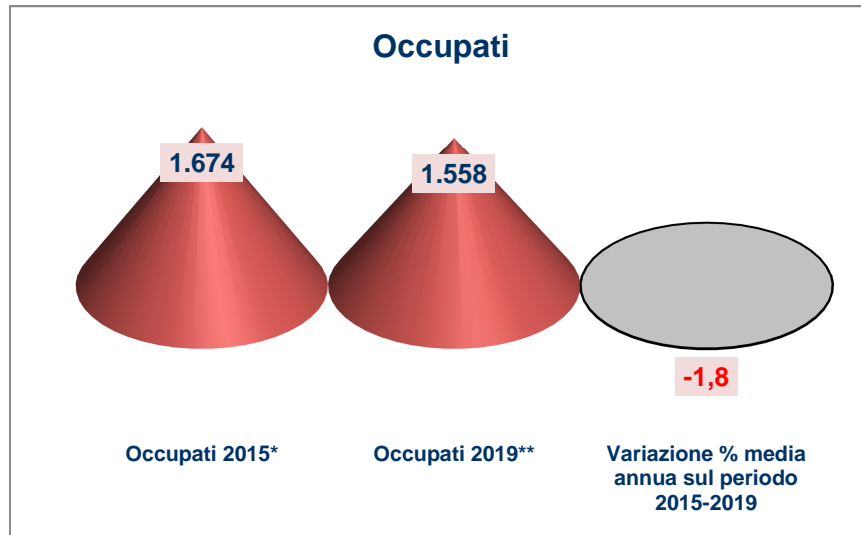 Occupati
1.674
1.558
-1,8
Occupati 2015*
Occupati 2019**
Variazione % media
annua sul periodo
2015-2019